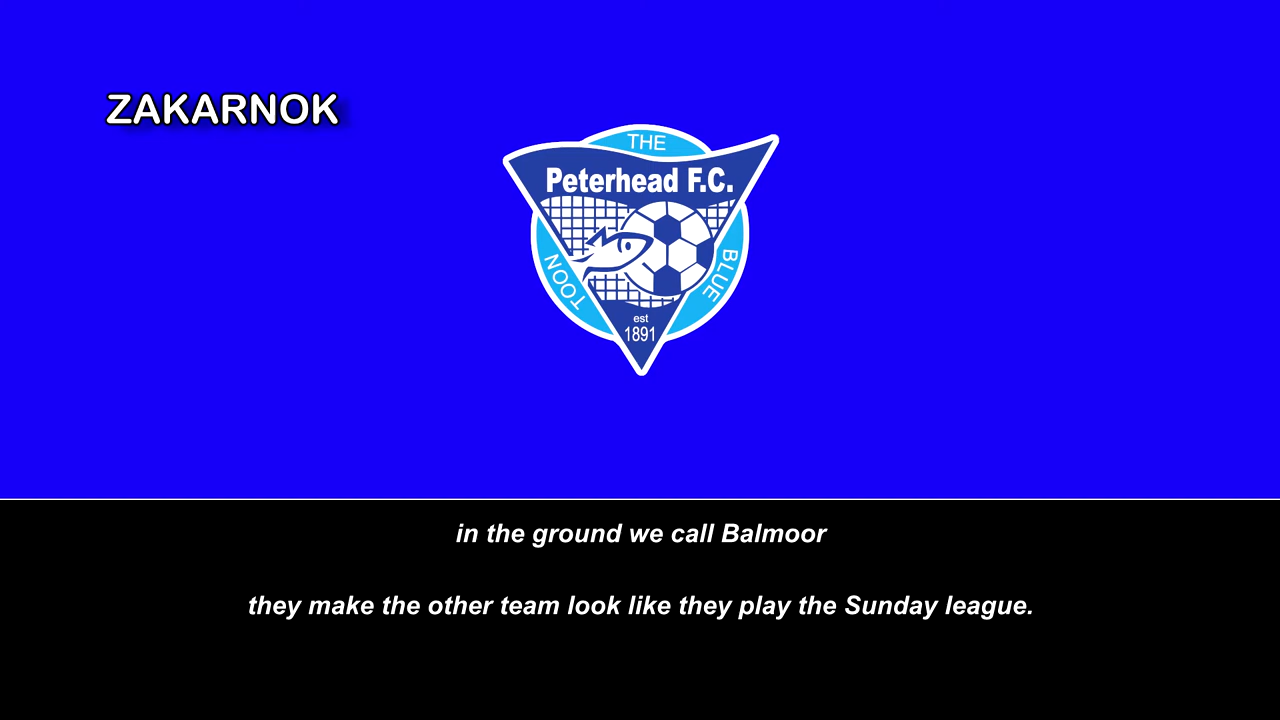 ZAKARNOK
THE
Peterhead F.C.
TOON
BLUE
est
1891
in the ground we call Balmoor
they make the other team look like they play the Sunday league.